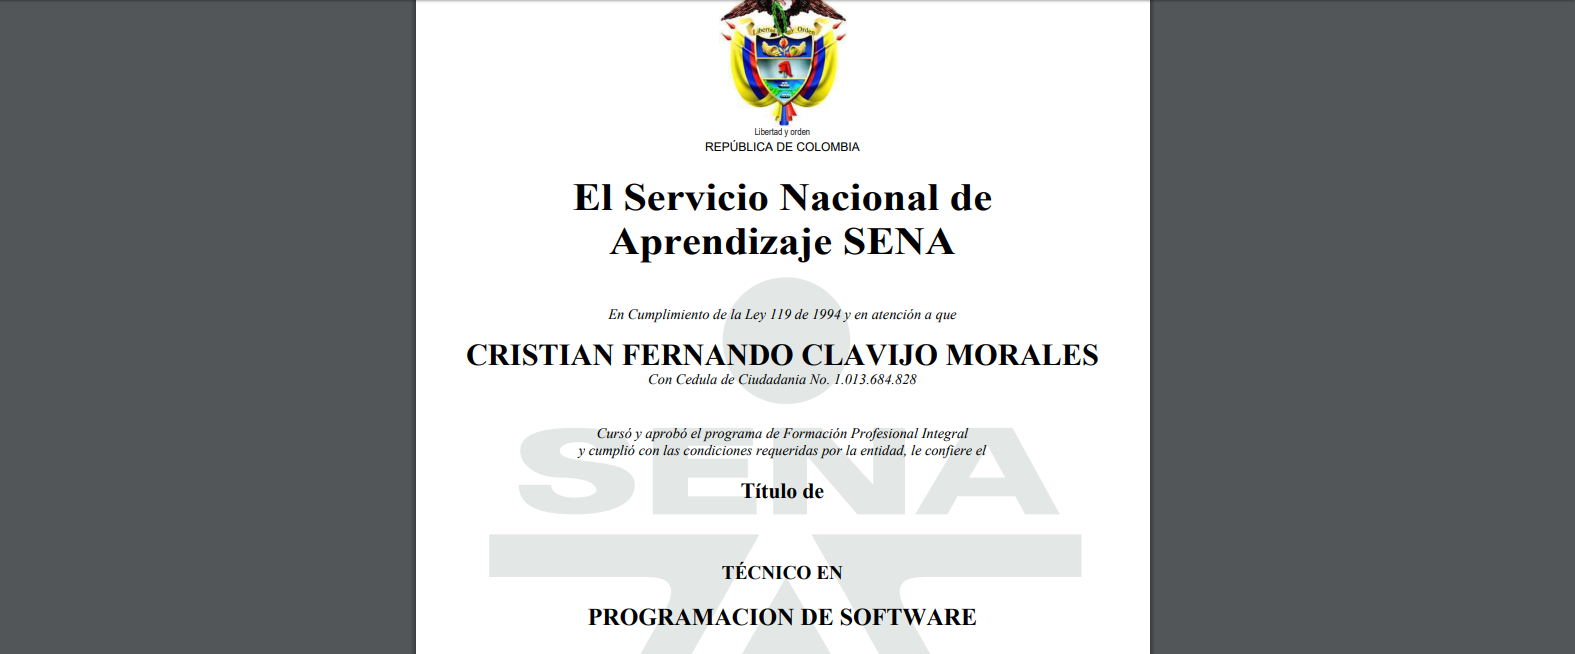 Libertad y Orden
Libertad y orden
REPÚBLICA DE COLOMBIA
El Servicio Nacional de
Aprendizaje SENA
En Cumplimiento de la Ley 119 de 1994 y en atención a que
CRISTIAN FERNANDO CLAVIJO MORALES
Con Cedula de Ciudadania No. 1.013.684.828
Cursó y aprobó el programa de Formación Profesional Integral
y cumplió con las condiciones requeridas por la entidad, le confiere el
SENA
Título de
TÉCNICO EN
PROGRAMACION DE SOFTWARE